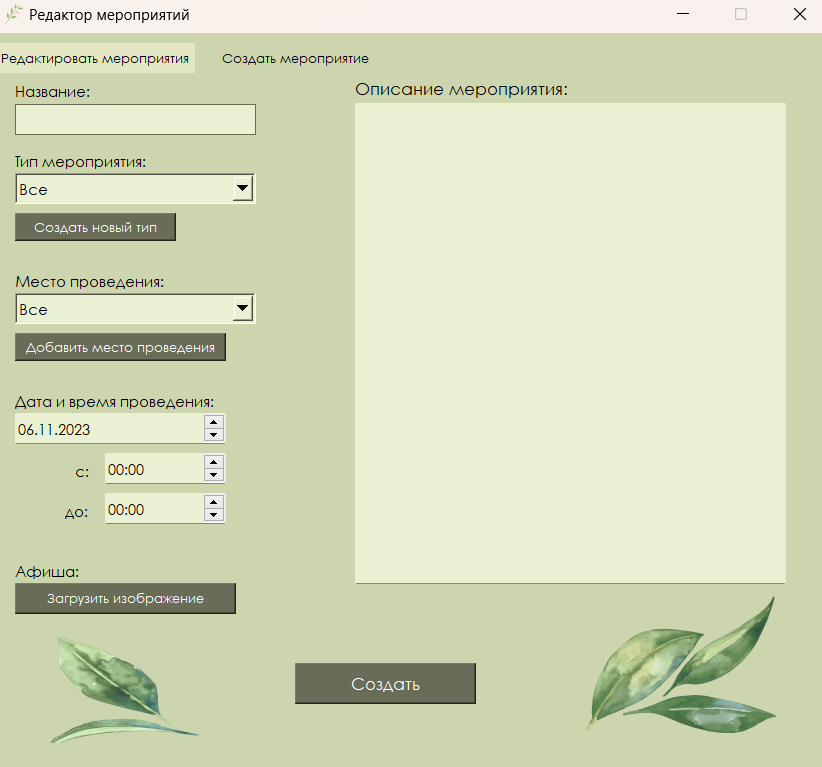 Редактор мероприятий
Редактировать мероприятия Создать мероприятие
Название:
Тип мероприятия:
Все
Создать новый тип
Место проведения:
Все
Добавить место проведения
Дата и время проведения:
06.11.2023
с: 00:00
до: 00:00
Афиша:
Загрузить изображение
Описание мероприятия:
Создать